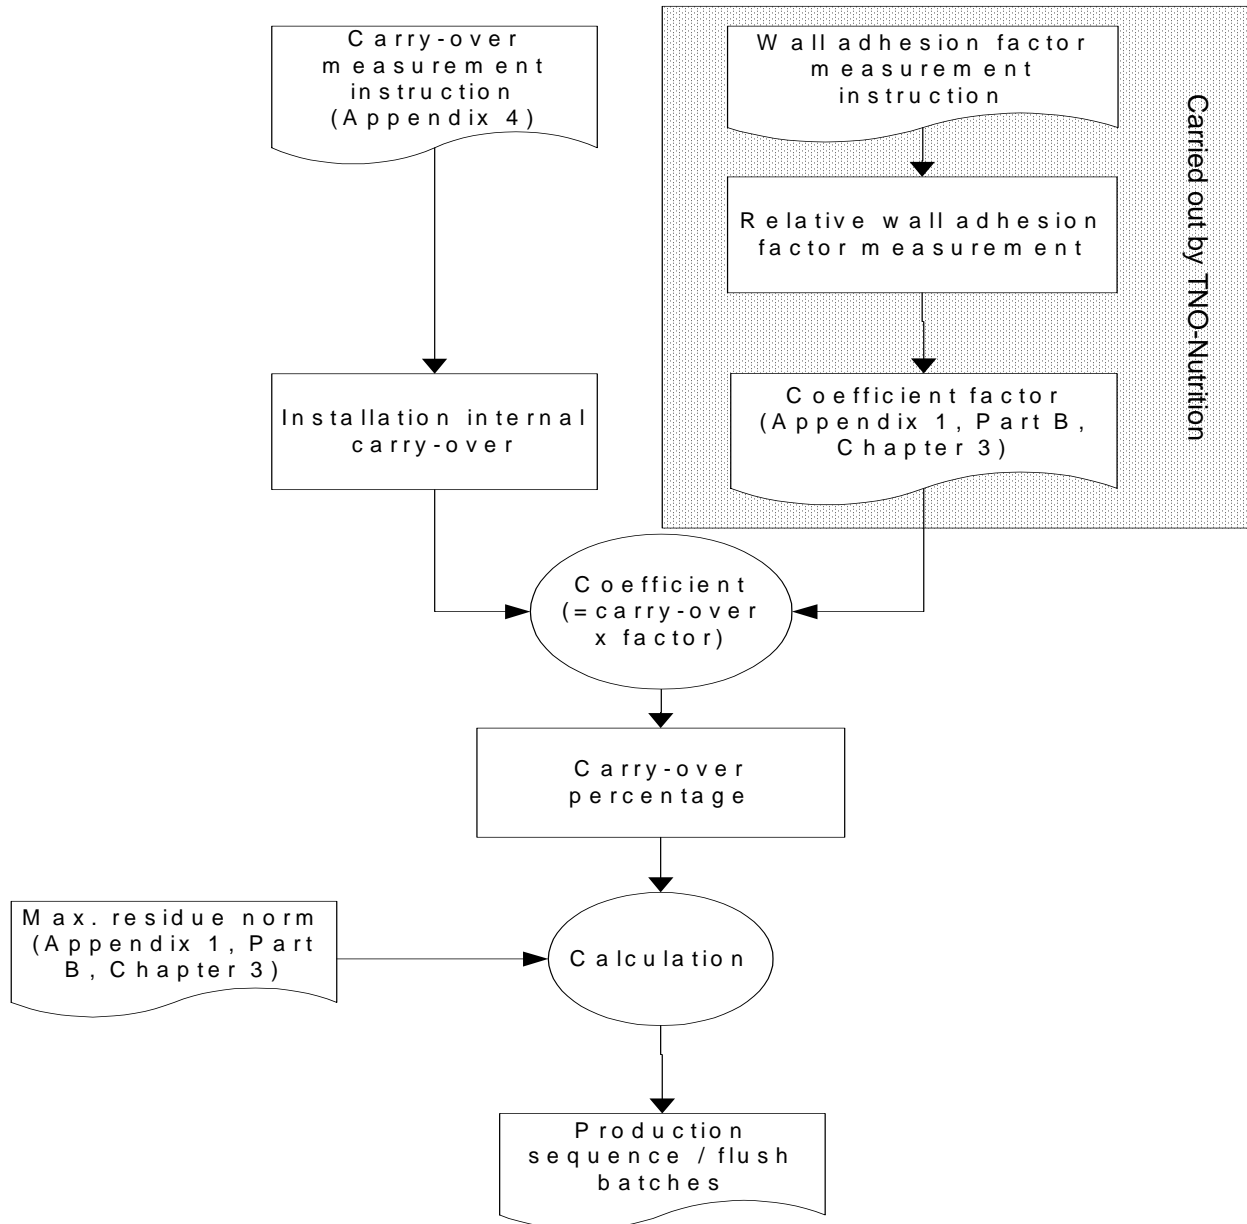 Carry-over
measurement
instruction
(Appendix 4)
Wall adhesion factor
measurement
instruction
Carried out by TNO-Nutrition
Relative wall adhesion
factor measurement
Installation internal
carry-over
Coefficient factor
(Appendix 1, Part B,
Chapter 3)
Coefficient
(=carry-over
x factor)
Carry-over
percentage
Max. residue norm
(Appendix 1, Part
B, Chapter 3)
Calculation
Production
sequence / flush
batches